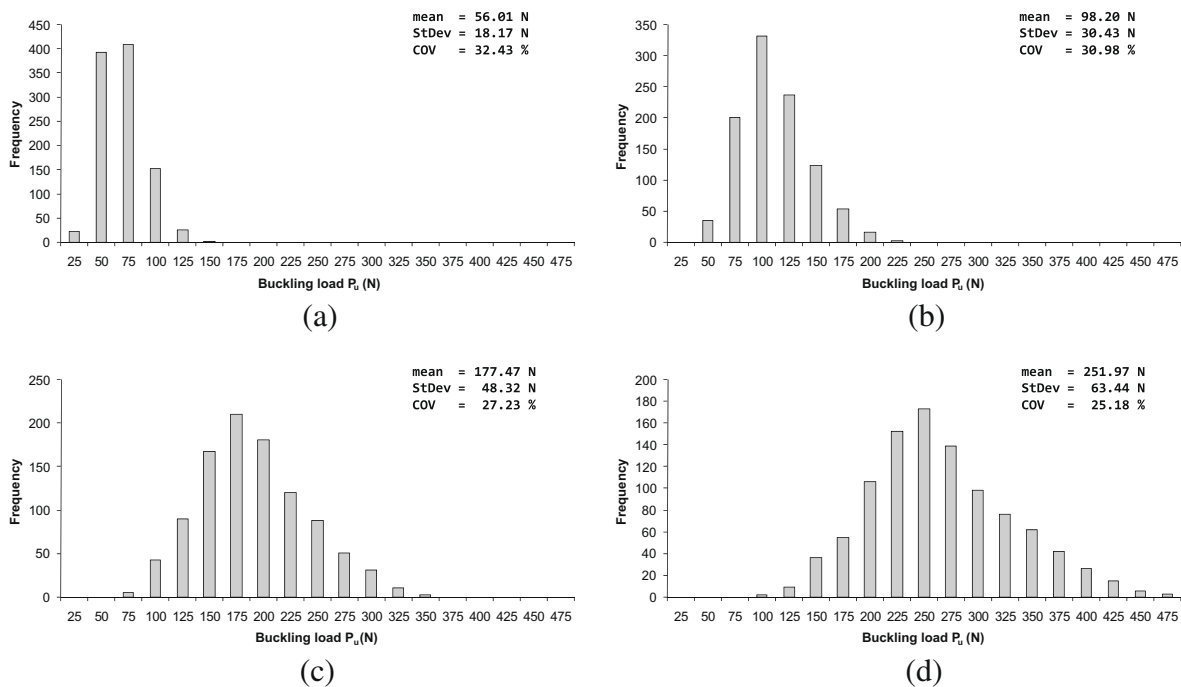 mean = 56.01 N
StDev = 18.17 N
COV = 32.43 %
450
400
350
300
250
200
150
100
50
0
Frequency
25 50 75 100 125 150 175 200 225 250 275 300 325 350 375 400 425 450 475
Buckling load Pu (N)
(a)
mean = 98.20 N
StDev = 30.43 N
COV = 30.98 %
350
300
250
200
150
100
50
0
Frequency
25 50 75 100 125 150 175 200 225 250 275 300 325 350 375 400 425 450 475
Buckling load Pu (N)
(b)
mean = 177.47 N
StDev = 48.32 N
COV = 27.23 %
250
200
150
100
50
0
Frequency
25 50 75 100 125 150 175 200 225 250 275 300 325 350 375 400 425 450 475
Buckling load Pu (N)
(c)
mean = 251.97 N
StDev = 63.44 N
COV = 25.18 %
200
180
160
140
120
100
80
60
40
20
0
Frequency
25 50 75 100 125 150 175 200 225 250 275 300 325 350 375 400 425 450 475
Buckling load Pu (N)
(d)